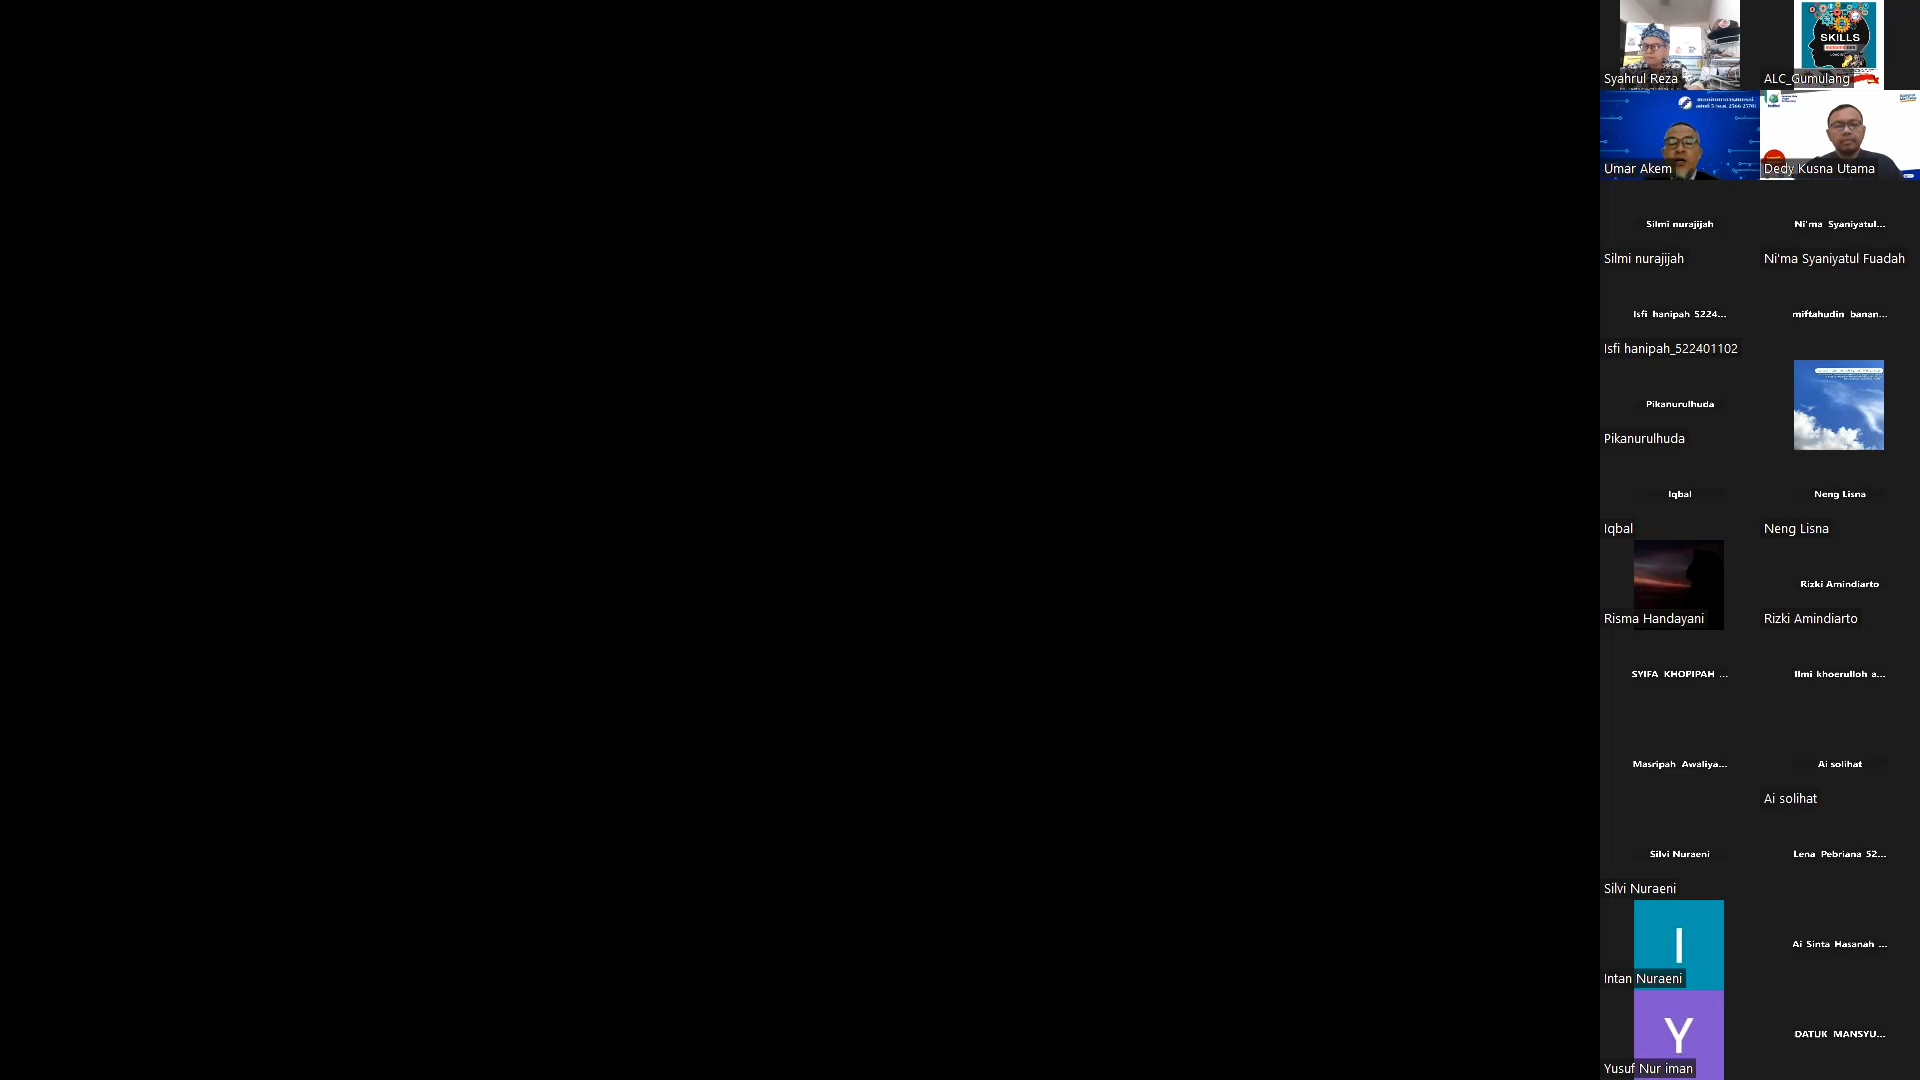 Syahrul Reza
SKILLS
ALC_Gumulang
Umar Akem
Dedy Kusna Utama
Silmi nurajijah
Ni'ma Syaniyatul...
Silmi nurajijah
Ni'ma Syaniyatul Fuadah
Isfi hanipah 5224...
miftahudin banan...
Isfi hanipah_522401102
Pikanurulhuda
Pikanurulhuda
Iqbal
Neng Lisna
Iqbal
Neng Lisna
Rizki Amindiarto
Risma Handayani
Rizki Amindiarto
SYIFA KHOPIPAH ...
Ilmi khoerulloh a...
Masripah Awaliya...
Ai solihat
Ai solihat
Silvi Nuraeni
Lena Pebriana 52...
Silvi Nuraeni
I
Ai Sinta Hasanah ...
Intan Nuraeni
Y
DATUK MANSYU...
Yusuf Nur iman